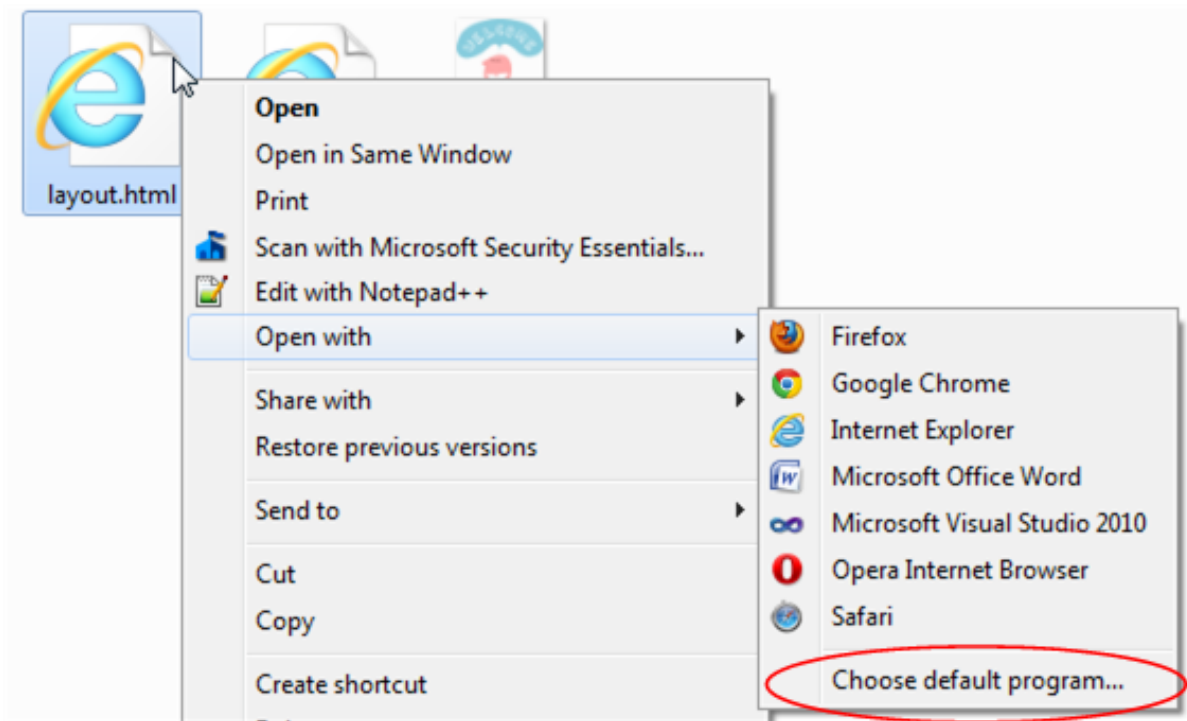 WELCOME
layout.html
Open
Open in Same Window
Print
Scan with Microsoft Security Essentials...
Edit with Notepad++
Open with
Share with
Restore previous versions
Send to
Cut
Copy
Create shortcut
Firefox
Google Chrome
Internet Explorer
Microsoft Office Word
Microsoft Visual Studio 2010
Opera Internet Browser
Safari
Choose default program...